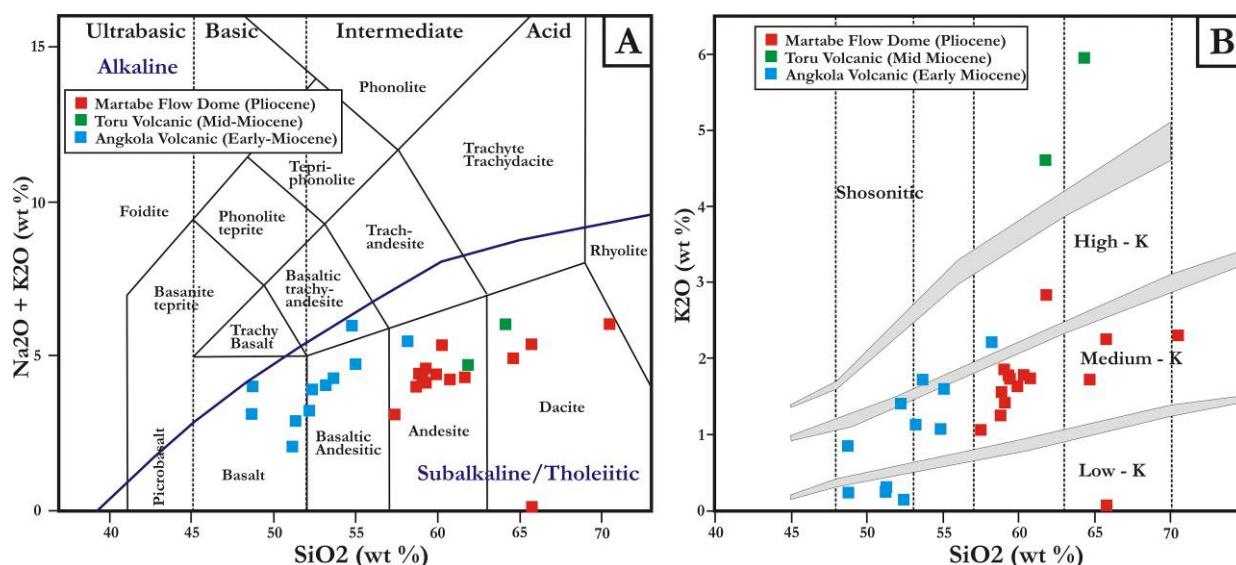 Ultrabasic
Basic
Intermediate
Acid
A
Alkaline
Martabe Flow Dome (Pliocene)
Toru Volcanic (Mid-Miocene)
Angkola Volcanic (Early-Miocene)
Phonolite
Trachyte
Trachydacite
Tepri-
phonolite
Foidite
Phonolite
teprite
Trach-
andesite
Rhyolite
Basanite
teprite
Basaltic
trachy-
andesite
Trachy
Basalt
Picrobasalt
Basalt
Basaltic
Andesitic
Andesite
Dacite
Subalkaline/Tholeiitic
15
10
5
0
Na2O + K2O (wt %)
40
45
50
55
60
65
70
SiO2 (wt %)
B
Martabe Flow Dome (Pliocene)
Toru Volcanic (Mid Miocene)
Angkola Volcanic (Early Miocene)
Shosonitic
High - K
Medium - K
Low - K
6
5
4
3
2
1
0
K2O (wt %)
40
45
50
55
60
65
70
SiO2 (wt %)